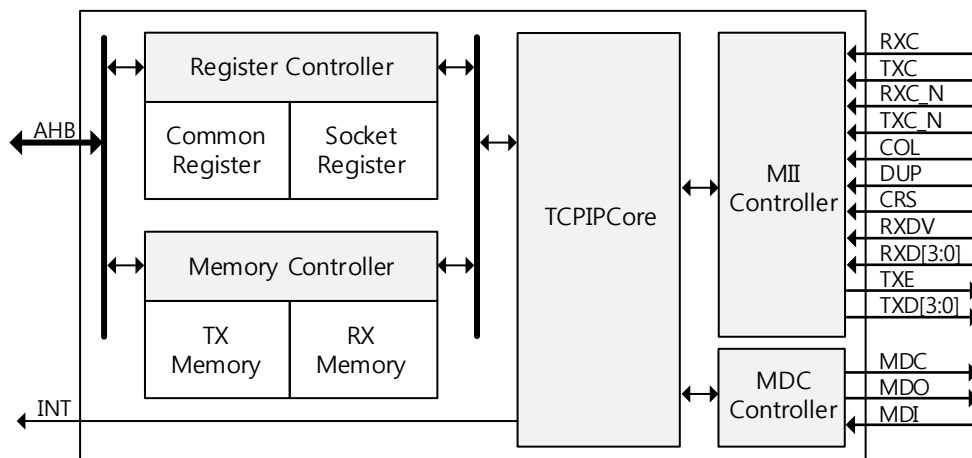 AHB
INT
Register Controller
Common
Register
Socket
Register
Memory Controller
TX
Memory
RX
Memory
TCPIPCore
MII
Controller
MDC
Controller
RXC
TXC
RXC_N
TXC_N
COL
DUP
CRS
RXDV
RXD[3:0]
TXE
TXD[3:0]
MDC
MDO
MDI